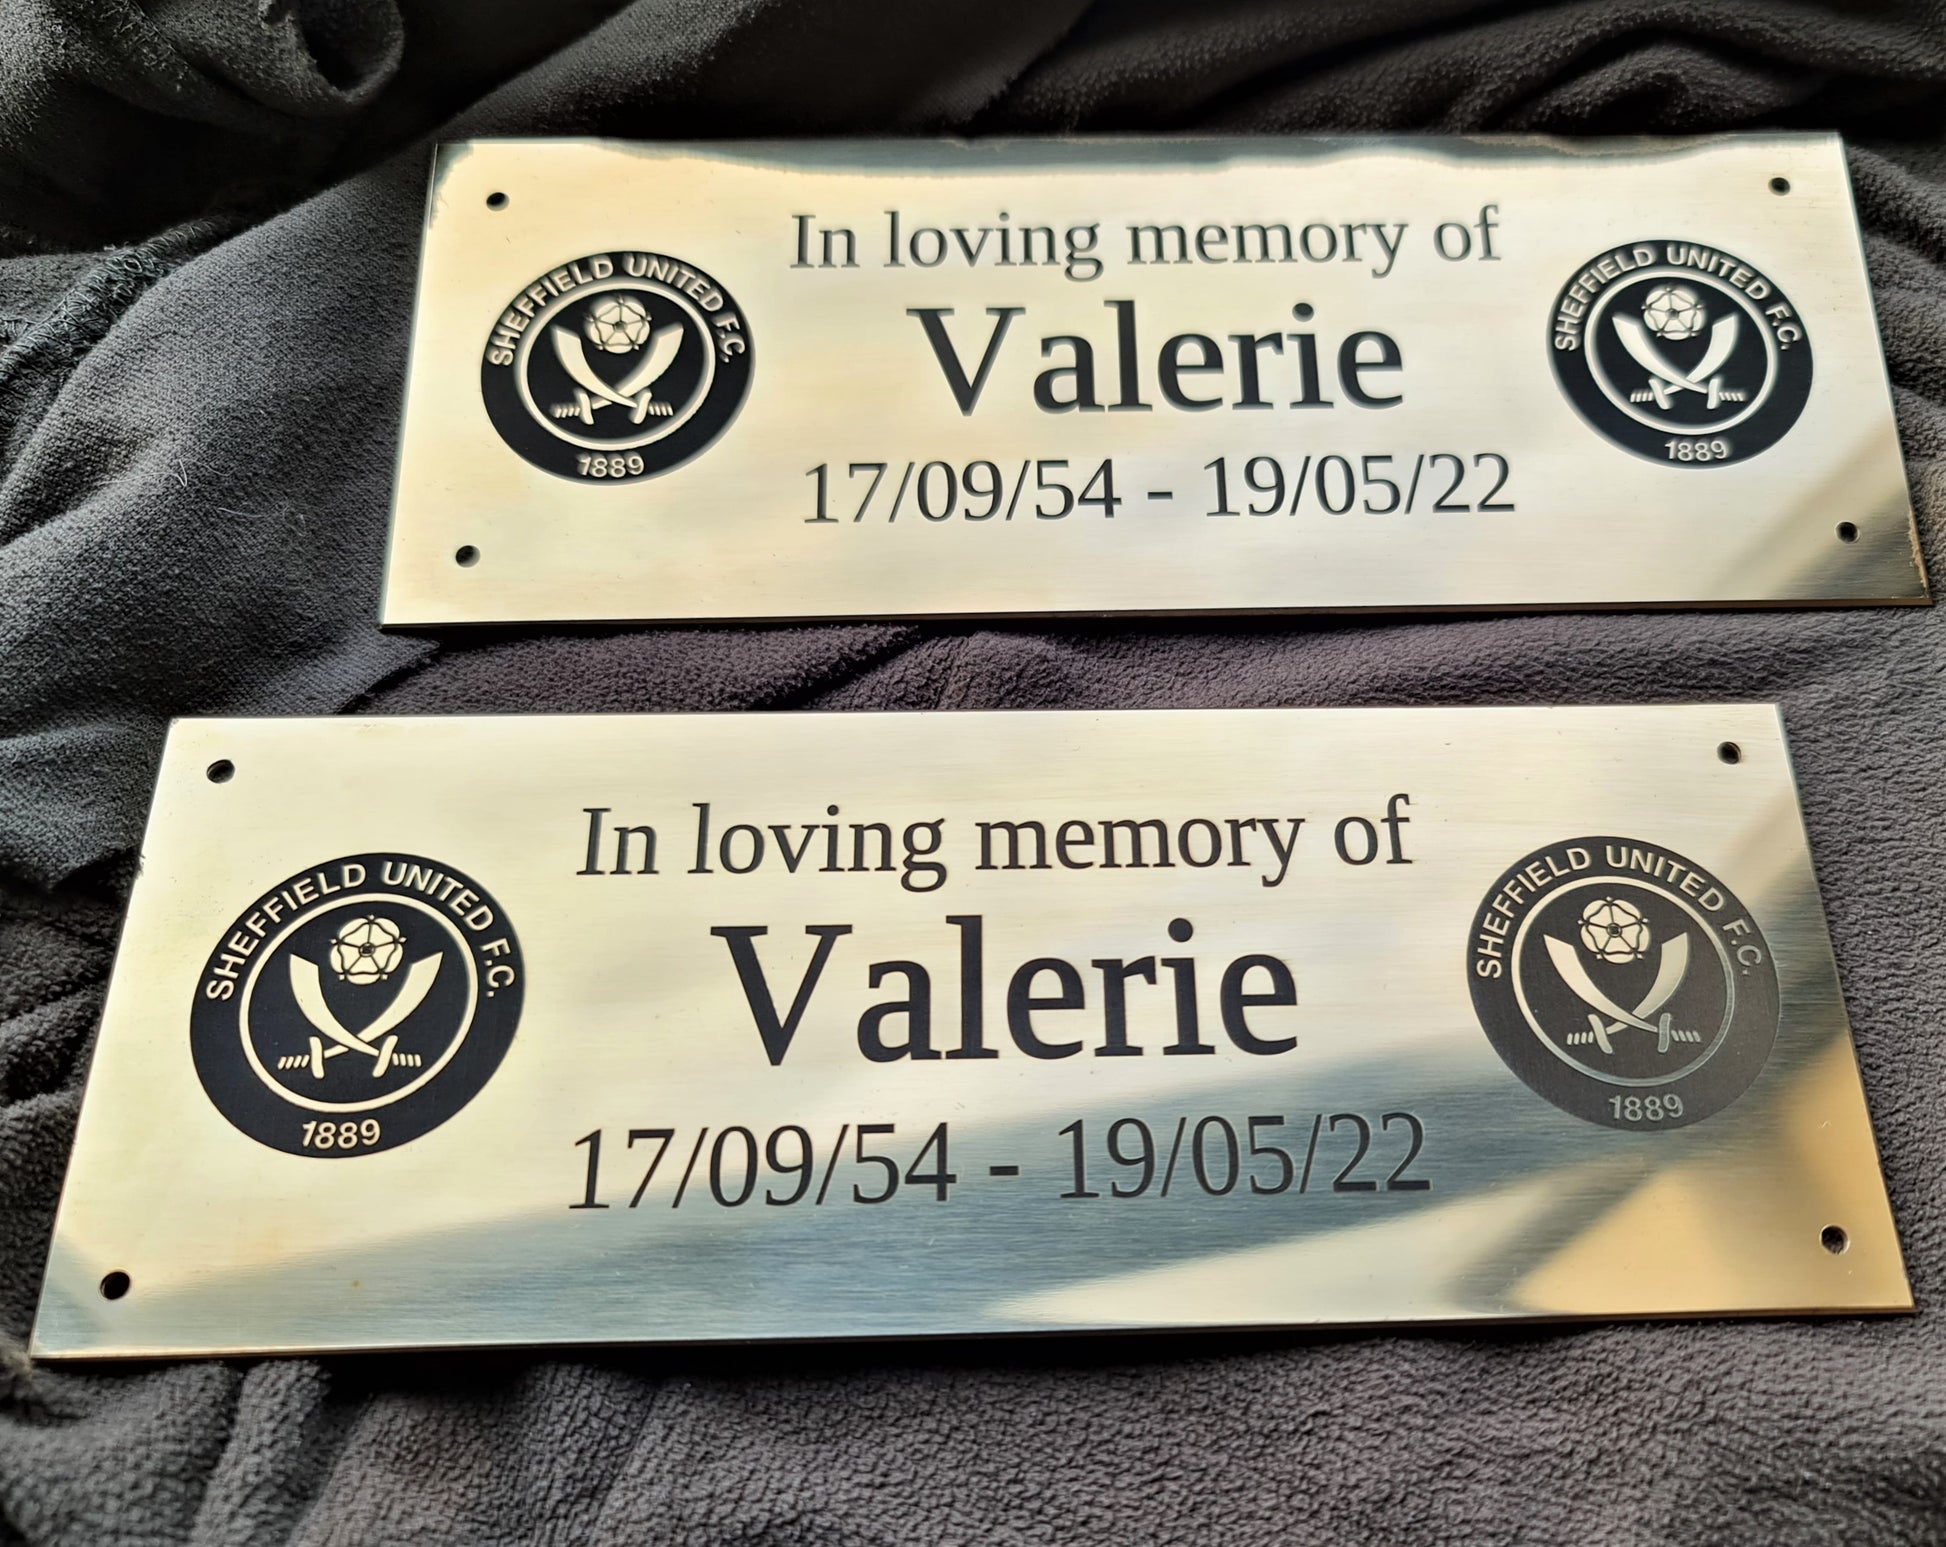 In loving memory of
SHEFFIELD UNITED F.C.
1889
Valerie
SHEFFIELD UNITED F.C.
1889
17/09/54 - 19/05/22
In loving memory of
SHEFFIELD UNITED F.C.
1889
Valerie
SHEFFIELD UNITED F.C.
1889
17/09/54 - 19/05/22